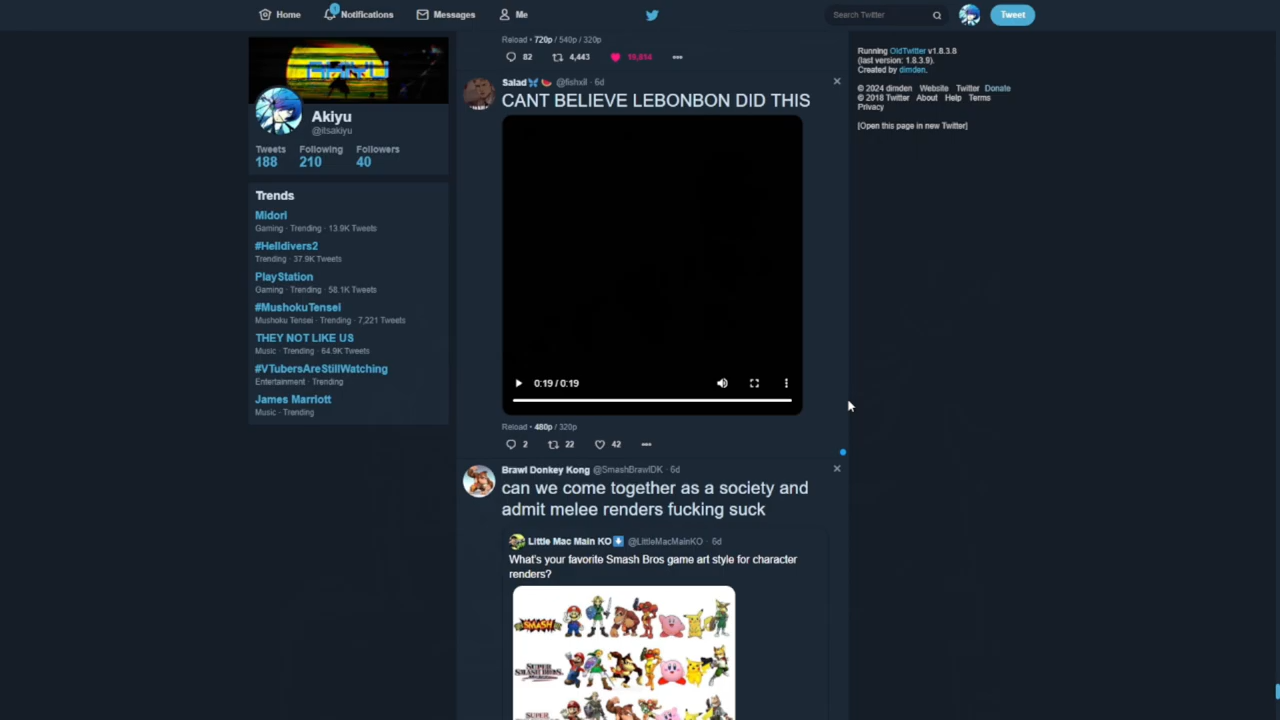 Home
Notifications
Messages
Me
Search Twitter
Tweet
Akiyu
@itsakiyu
Tweets Following Followers
188 210 40
Trends
Midori
Gaming · Trending · 13.9K Tweets
#Helldivers2
Trending · 37.9K Tweets
PlayStation
Gaming · Trending · 58.1K Tweets
#MushokuTensei
Mushoku Tensei · Trending · 7,221 Tweets
THEY NOT LIKE US
Music · Trending · 64.9K Tweets
#VTubersAreStillWatching
Entertainment · Trending
James Marriott
Music · Trending
Reload · 720p / 540p / 320p
82 4,443 19,814
Salad @fishxil · 6d
CANT BELIEVE LEBONBON DID THIS
0:19 / 0:19
Reload · 480p / 320p
2 22 42
Brawl Donkey Kong @SmashBrawlDK · 6d
can we come together as a society and
admit melee renders fucking suck
Little Mac Main KO @LittleMacMainKO · 6d
What's your favorite Smash Bros game art style for character
renders?
SMASH
SUPER
SMASH BROS
SUPER
Running OldTwitter v1.8.3.8
(last version: 1.8.3.9).
Created by dimden.
© 2024 dimden Website Twitter Donate
© 2018 Twitter About Help Terms
Privacy
[Open this page in new Twitter]